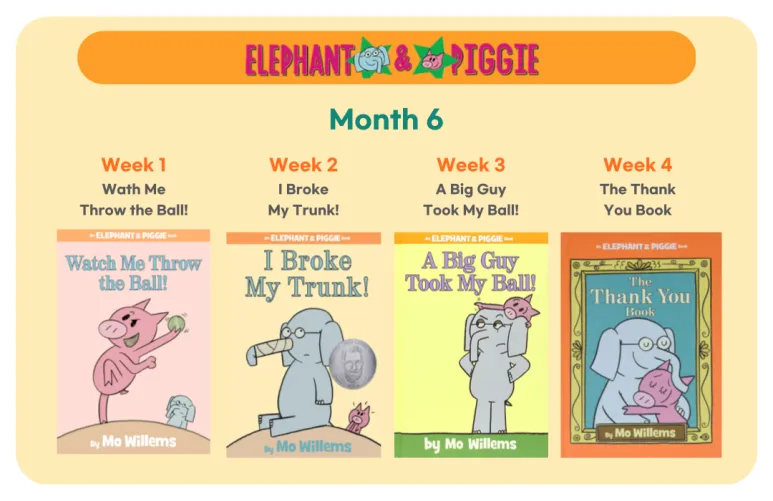 ELEPHANT & PIGGIE
Month 6
Week 1
Wath Me
Throw the Ball!
Week 2
I Broke
My Trunk!
Week 3
A Big Guy
Took My Ball!
Week 4
The Thank
You Book
An ELEPHANT & PIGGIE Book
Watch Me Throw
the Ball!
by Mo Willems
An ELEPHANT & PIGGIE Book
I Broke
My Trunk!
by Mo Willems
An ELEPHANT & PIGGIE Book
A Big Guy
Took My Ball!
by Mo Willems
An ELEPHANT & PIGGIE Book
The
Thank You
Book
By Mo Willems